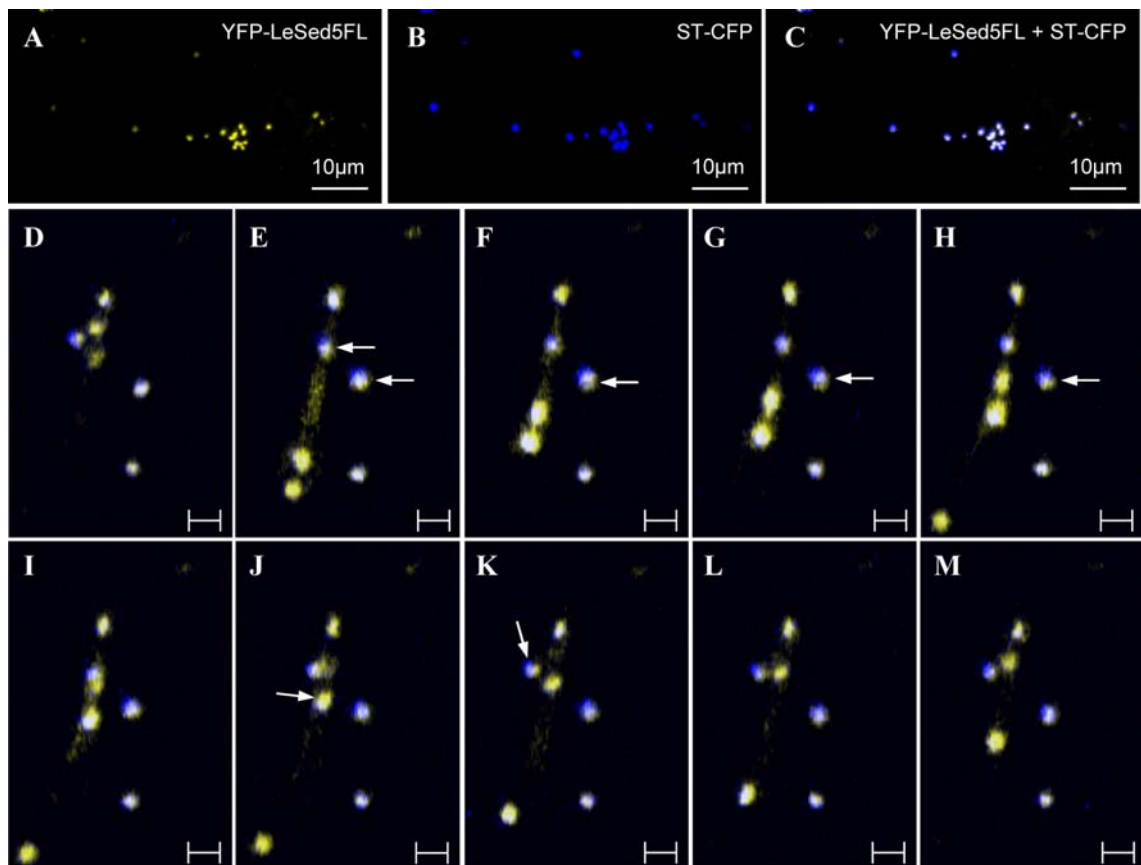 A YFP-LeSed5FL
10µm
B ST-CFP
10µm
C YFP-LeSed5FL + ST-CFP
10µm
D
E
F
G
H
I
J
K
L
M